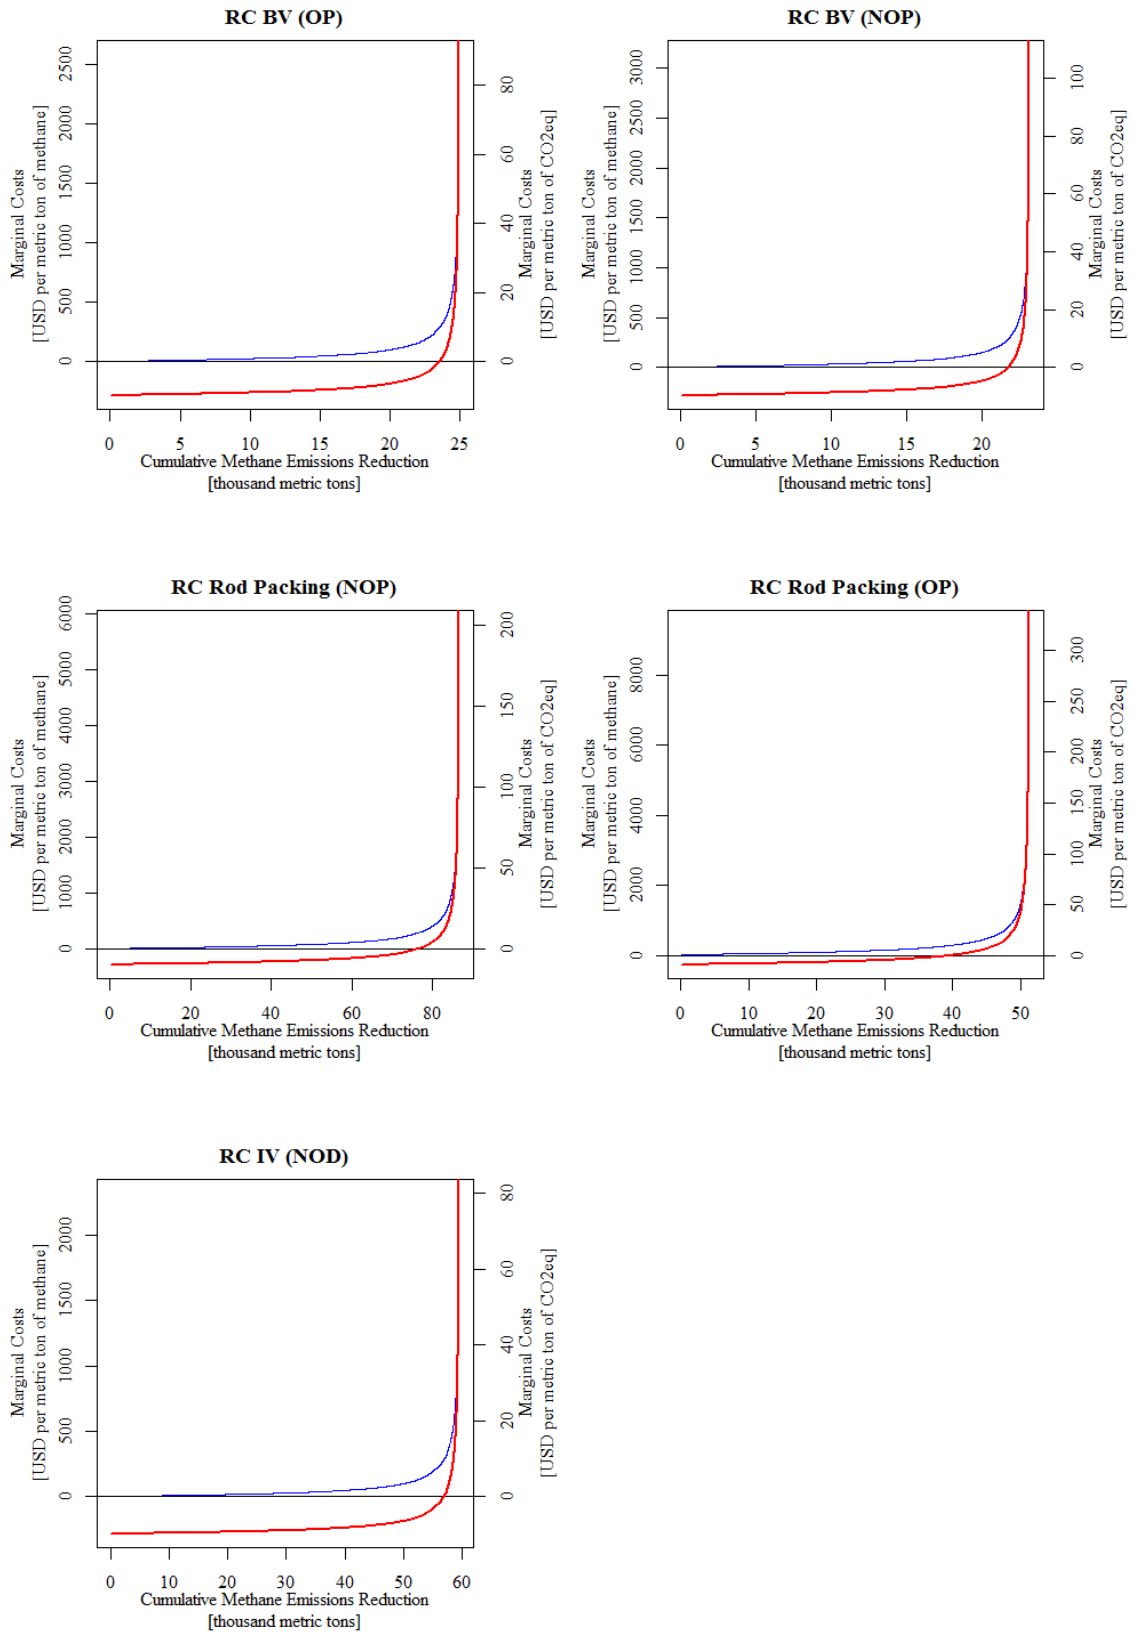 RC BV (OP)
Marginal Costs
[USD per metric ton of methane]
0 500 1000 1500 2000 2500
Marginal Costs
[USD per metric ton of CO2eq]
0 20 40 60 80
0 5 10 15 20 25
Cumulative Methane Emissions Reduction
[thousand metric tons]
RC BV (NOP)
Marginal Costs
[USD per metric ton of methane]
0 500 1000 1500 2000 2500 3000
Marginal Costs
[USD per metric ton of CO2eq]
0 20 40 60 80 100
0 5 10 15 20
Cumulative Methane Emissions Reduction
[thousand metric tons]
RC Rod Packing (NOP)
Marginal Costs
[USD per metric ton of methane]
0 1000 2000 3000 4000 5000 6000
Marginal Costs
[USD per metric ton of CO2eq]
0 50 100 150 200
0 20 40 60 80
Cumulative Methane Emissions Reduction
[thousand metric tons]
RC Rod Packing (OP)
Marginal Costs
[USD per metric ton of methane]
0 2000 4000 6000 8000
Marginal Costs
[USD per metric ton of CO2eq]
0 50 100 150 200 250 300
0 10 20 30 40 50
Cumulative Methane Emissions Reduction
[thousand metric tons]
RC IV (NOD)
Marginal Costs
[USD per metric ton of methane]
0 500 1000 1500 2000
Marginal Costs
[USD per metric ton of CO2eq]
0 20 40 60 80
0 10 20 30 40 50 60
Cumulative Methane Emissions Reduction
[thousand metric tons]